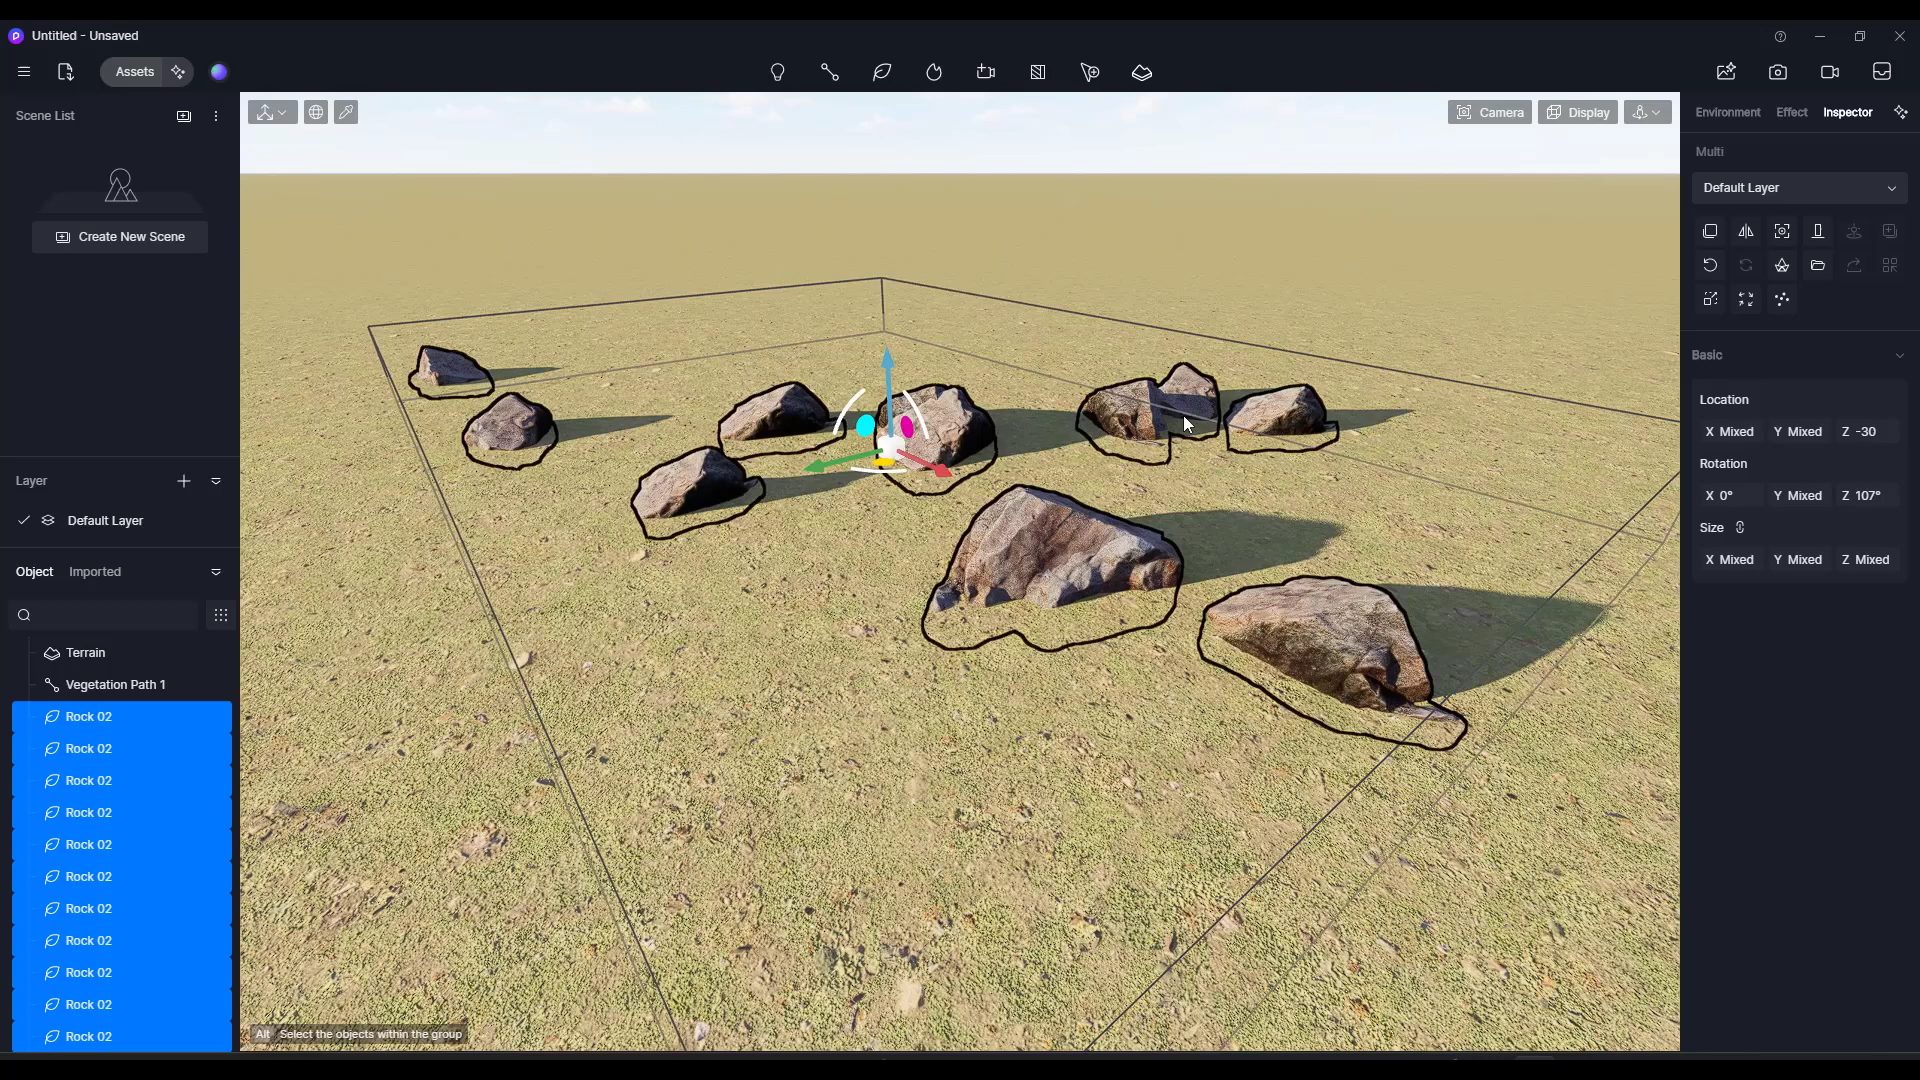 Untitled - Unsaved
Assets
Scene List
Create New Scene
Layer
Default Layer
Object Imported
Terrain
Vegetation Path 1
Rock 02
Rock 02
Rock 02
Rock 02
Rock 02
Rock 02
Rock 02
Rock 02
Rock 02
Rock 02
Rock 02
Camera
Display
Alt Select the objects within the group
Environment Effect Inspector
Multi
Default Layer
Basic
Location
X Mixed Y Mixed Z -30
Rotation
X 0° Y Mixed Z 107°
Size
X Mixed Y Mixed Z Mixed